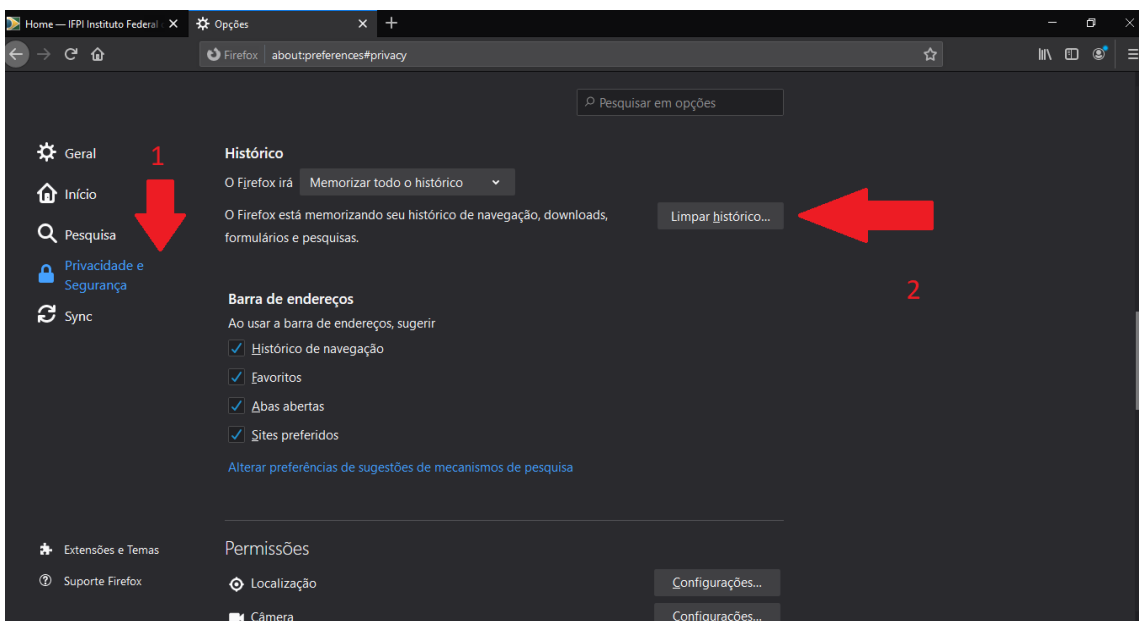 Home — IFPI Instituto Federal
Opções
Firefox about:preferences#privacy
Pesquisar em opções
Geral
1
Início
Pesquisa
Privacidade e
Segurança
Sync
Histórico
O Firefox irá Memorizar todo o histórico
O Firefox está memorizando seu histórico de navegação, downloads,
formulários e pesquisas.
Limpar histórico...
2
Barra de endereços
Ao usar a barra de endereços, sugerir
Histórico de navegação
Favoritos
Abas abertas
Sites preferidos
Alterar preferências de sugestões de mecanismos de pesquisa
Extensões e Temas
Suporte Firefox
Permissões
Localização Configurações...
Câmera Configurações...